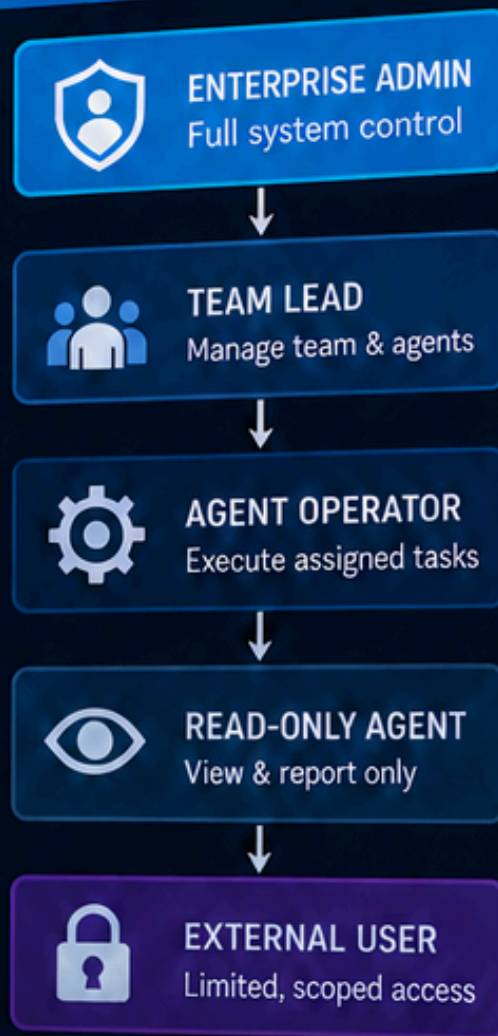 ENTERPRISE ADMIN
Full system control
TEAM LEAD
Manage team & agents
AGENT OPERATOR
Execute assigned tasks
READ-ONLY AGENT
View & report only
EXTERNAL USER
Limited, scoped access